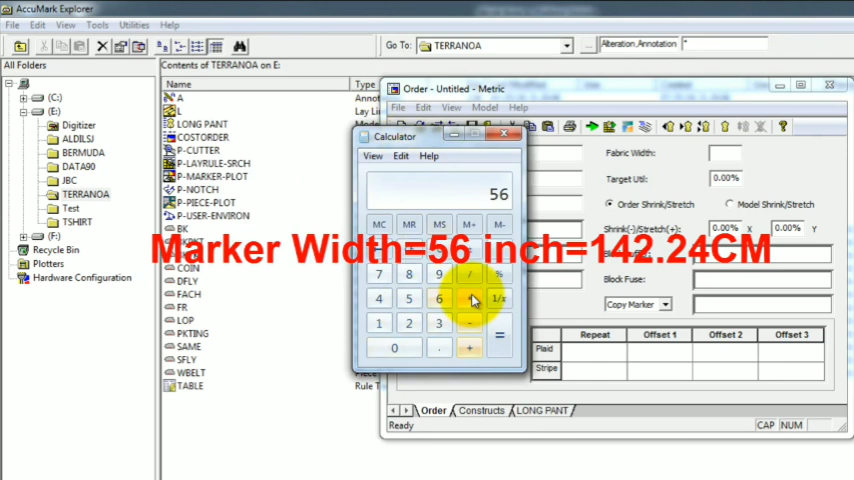 AccuMark Explorer
File Edit View Tools Utilities Help
Go To: TERRANOA ... Alteration,Annotation *
All Folders
Contents of TERRANOA on E:
(C:)
(E:)
Digitizer
ALDILSJ
BERMUDA
DATA90
JBC
TERRANOA
Test
TSHIRT
(F:)
Recycle Bin
Plotters
Hardware Configuration
Name Type
A Annot
L Lay Lim
LONG PANT Mode
COSTORDER
P-CUTTER
P-LAYRULE-SRCH
P-MARKER-PLOT
P-NOTCH
P-PIECE-PLOT
P-USER-ENVIRON
BK
COIN
DFLY
FACH
FR
LOP
PKTING
SAME
SFLY
WBELT Piece
TABLE Rule T
Order - Untitled - Metric
File Edit View Model Help
Fabric Width:
Target Util: 0.00%
Order Shrink/Stretch Model Shrink/Stretch
Shrink(-)/Stretch(+): 0.00% X 0.00% Y
Block Fuse:
Copy Marker
Repeat Offset 1 Offset 2 Offset 3
Plaid
Stripe
Order Constructs LONG PANT
Ready CAP NUM
Calculator
View Edit Help
56
MC MR MS M+ M-
7 8 9 / %
4 5 6 * 1/x
1 2 3 - =
0 . +
Marker Width=56 inch=142.24CM